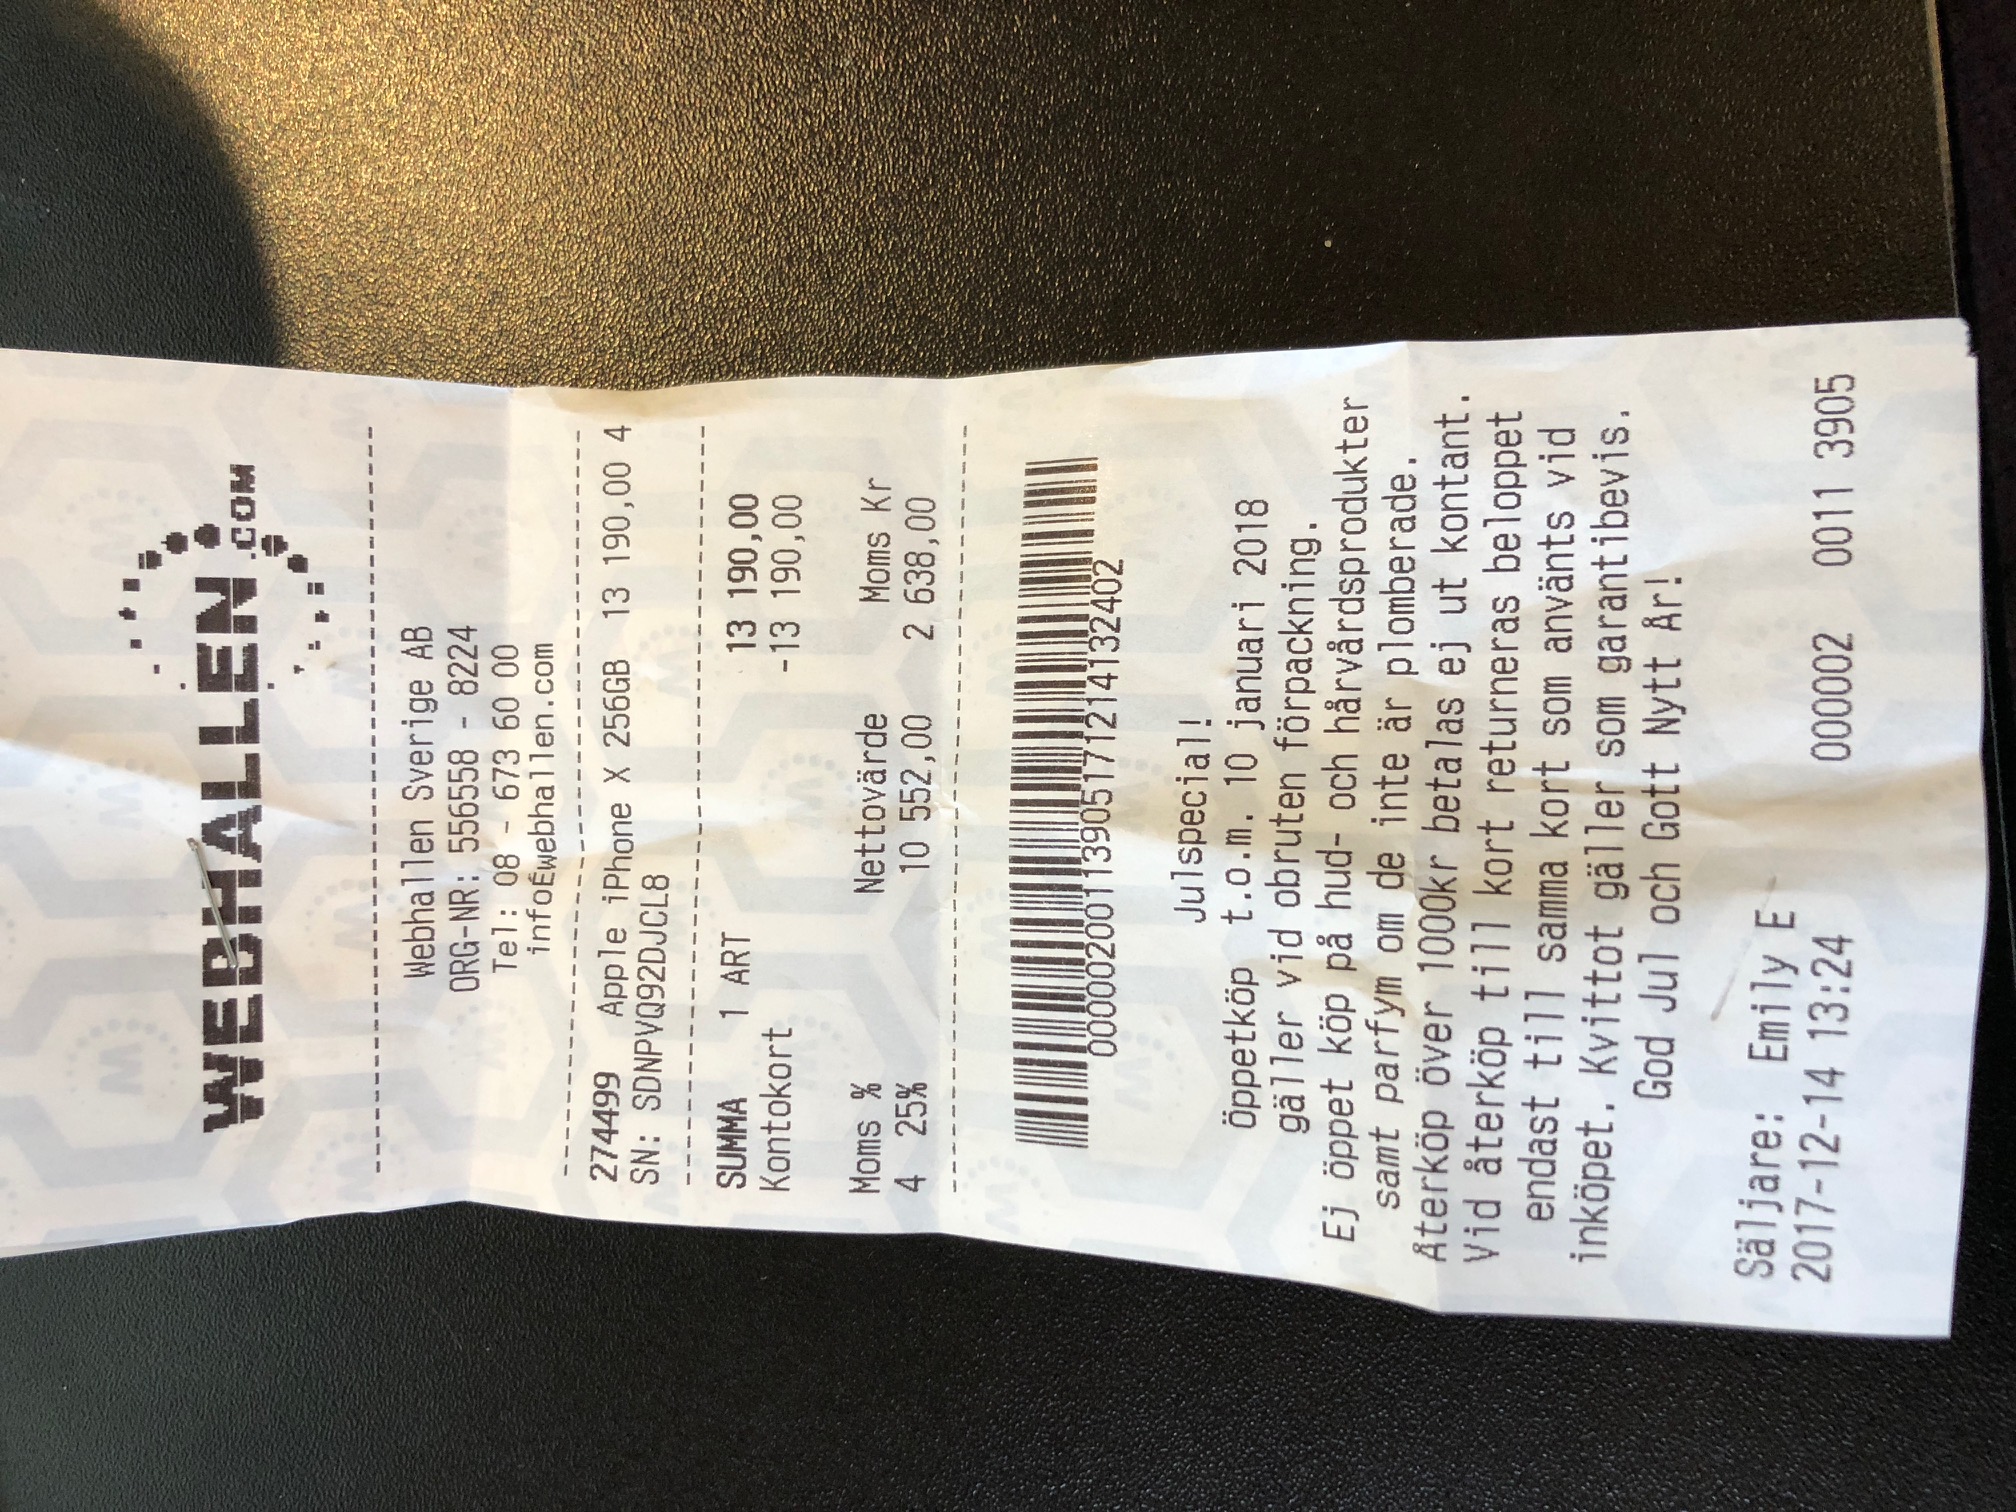 WEBHALLEN.COM
Webhallen Sverige AB
ORG-NR: 556558 - 8224
Tel: 08 - 673 60 00
infoÉwebhallen.com
274499 Apple iPhone X 256GB 13 190,00 4
SN: SDNPVQ92DJCL8
SUMMA 1 ART 13 190,00
Kontokort -13 190,00
Moms % Nettovärde Moms Kr
4 25% 10 552,00 2 638,00
00000200113905171214132402
Julspecial!
Öppetköp t.o.m. 10 januari 2018
gäller vid obruten förpackning.
Ej öppet köp på hud- och hårvårdsprodukter
samt parfym om de inte är plomberade.
Återköp över 1000kr betalas ej ut kontant.
Vid återköp till kort returneras beloppet
endast till samma kort som använts vid
inköpet. Kvittot gäller som garantibevis.
God Jul och Gott Nytt År!
Säljare: Emily E
2017-12-14 13:24 000002 0011 3905